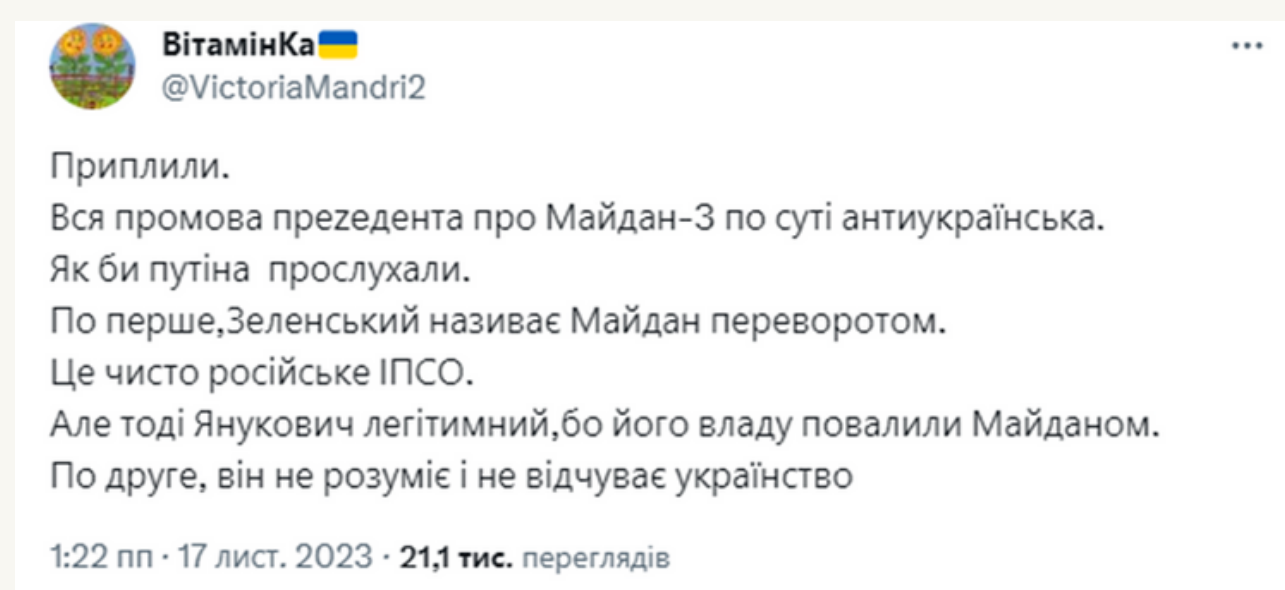 ВітамінКа🇺🇦
@VictoriaMandri2
Приплили.
Вся промова преzедента про Майдан-3 по суті антиукраїнська.
Як би путіна  прослухали.
По перше,Зеленський називає Майдан переворотом.
Це чисто російське ІПСО.
Але тоді Янукович легітимний,бо його владу повалили Майданом.
По друге, він не розуміє і не відчуває українство
1:22 пп · 17 лист. 2023 · 21,1 тис. переглядів